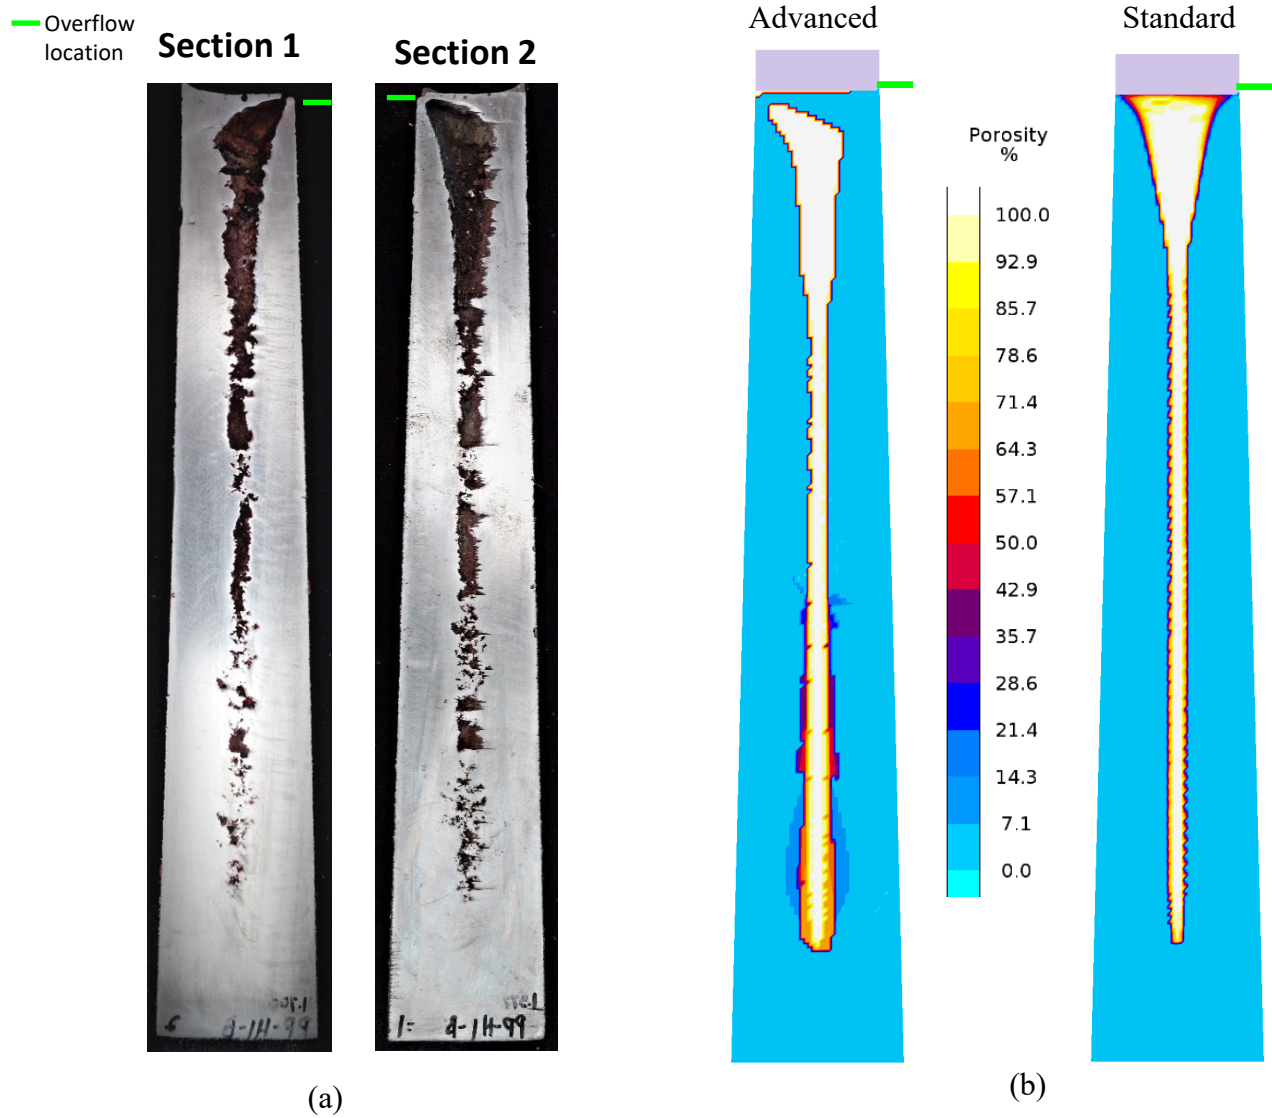 Overflow
location
Section 1
Section 2
Advanced
Standard
Porosity
%
100.0
92.9
85.7
78.6
71.4
64.3
57.1
50.0
42.9
35.7
28.6
21.4
14.3
7.1
0.0
(a)
(b)